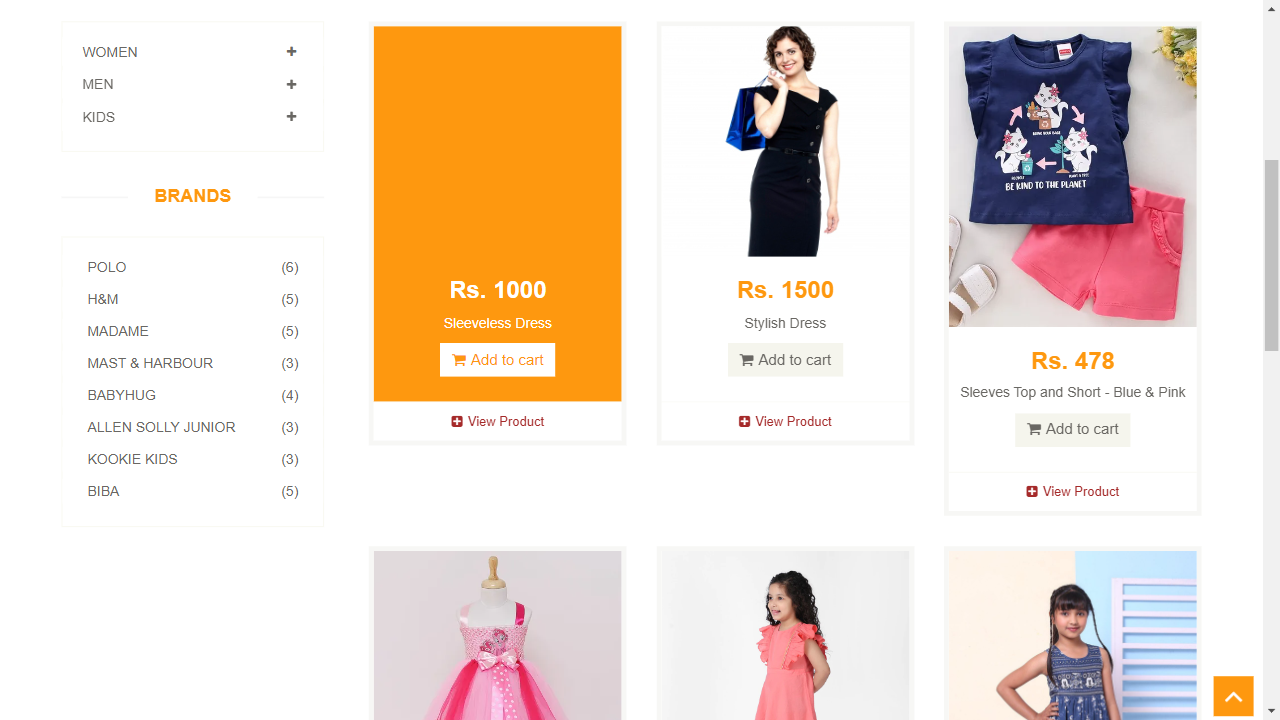 WOMEN
MEN
KIDS
BRANDS
POLO (6)
H&M (5)
MADAME (5)
MAST & HARBOUR (3)
BABYHUG (4)
ALLEN SOLLY JUNIOR (3)
KOOKIE KIDS (3)
BIBA (5)
Rs. 1000
Sleeveless Dress
Add to cart
View Product
Rs. 1500
Stylish Dress
Add to cart
View Product
BE KIND TO THE PLANET
Rs. 478
Sleeves Top and Short - Blue & Pink
Add to cart
View Product